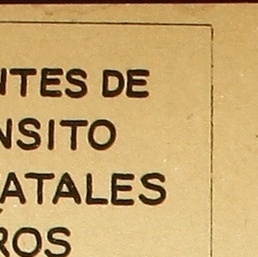 NTES DE
NSITO
ATALES
ROS